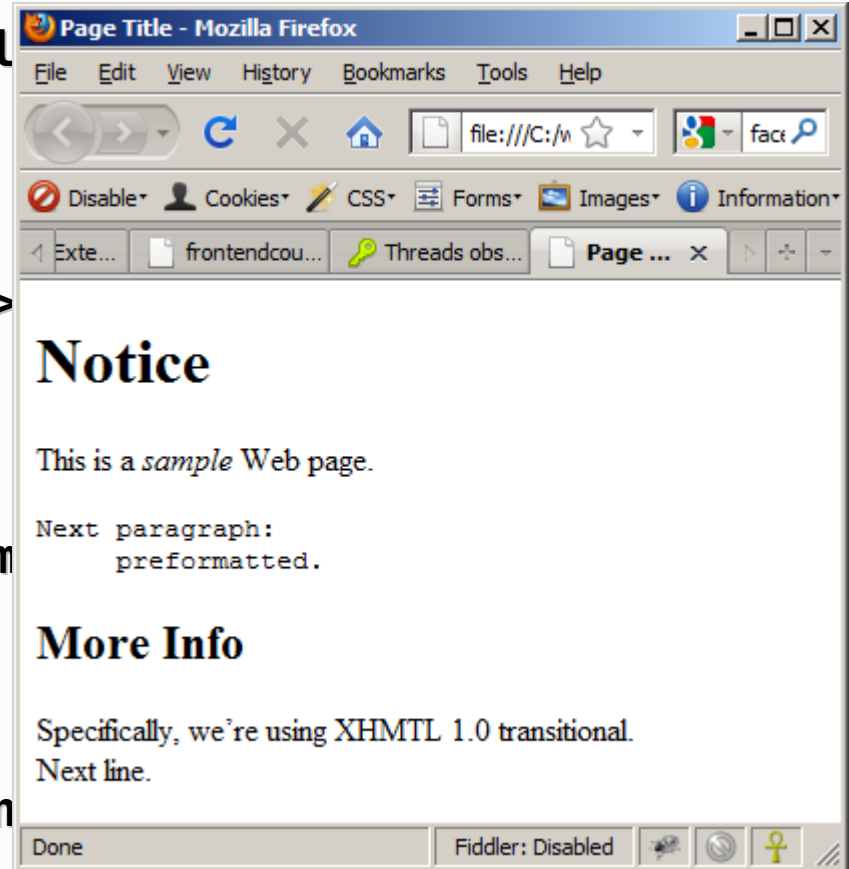 Page Title - Mozilla Firefox
File Edit View History Bookmarks Tools Help
file:///C:/w face
Disable Cookies CSS Forms Images Information
Exte... frontendcou... Threads obs... Page ...
>
Notice
This is a sample Web page.
Next paragraph:
preformatted.
More Info
Specifically, we're using XHMTL 1.0 transitional.
Next line.
Done Fiddler: Disabled